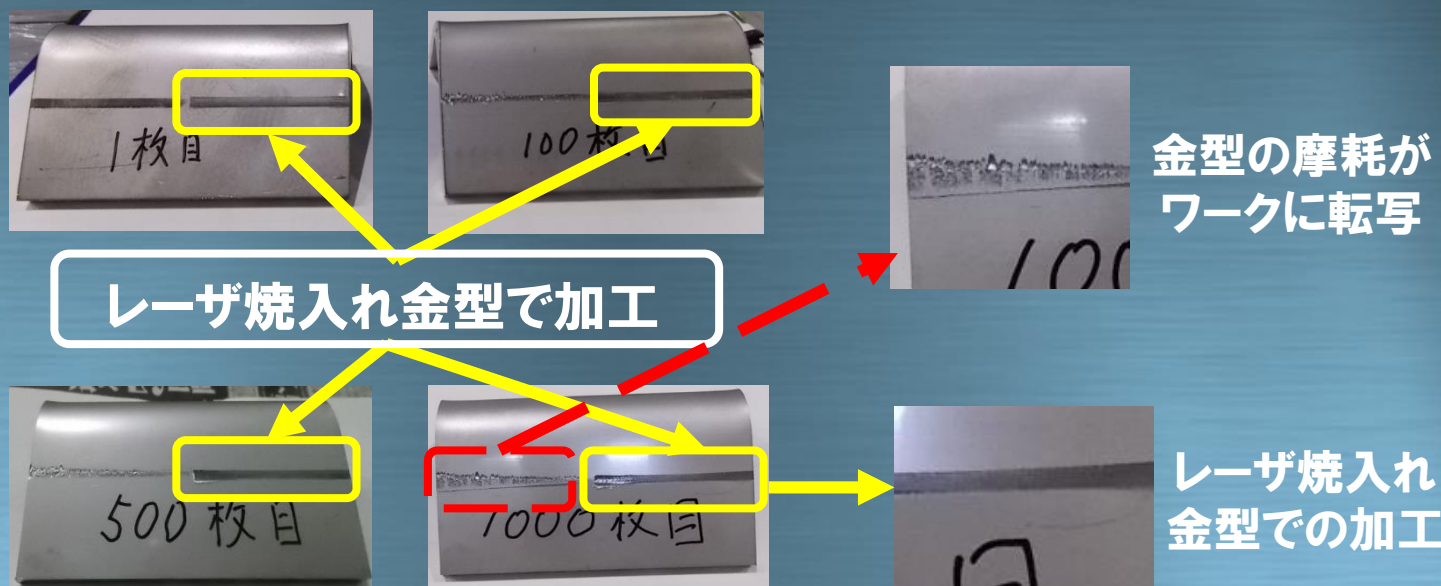 1枚目
100枚目
金型の摩耗が
ワークに転写
100
レーザ焼入れ金型で加工
500枚目
1000枚目
レーザ焼入れ
金型での加工